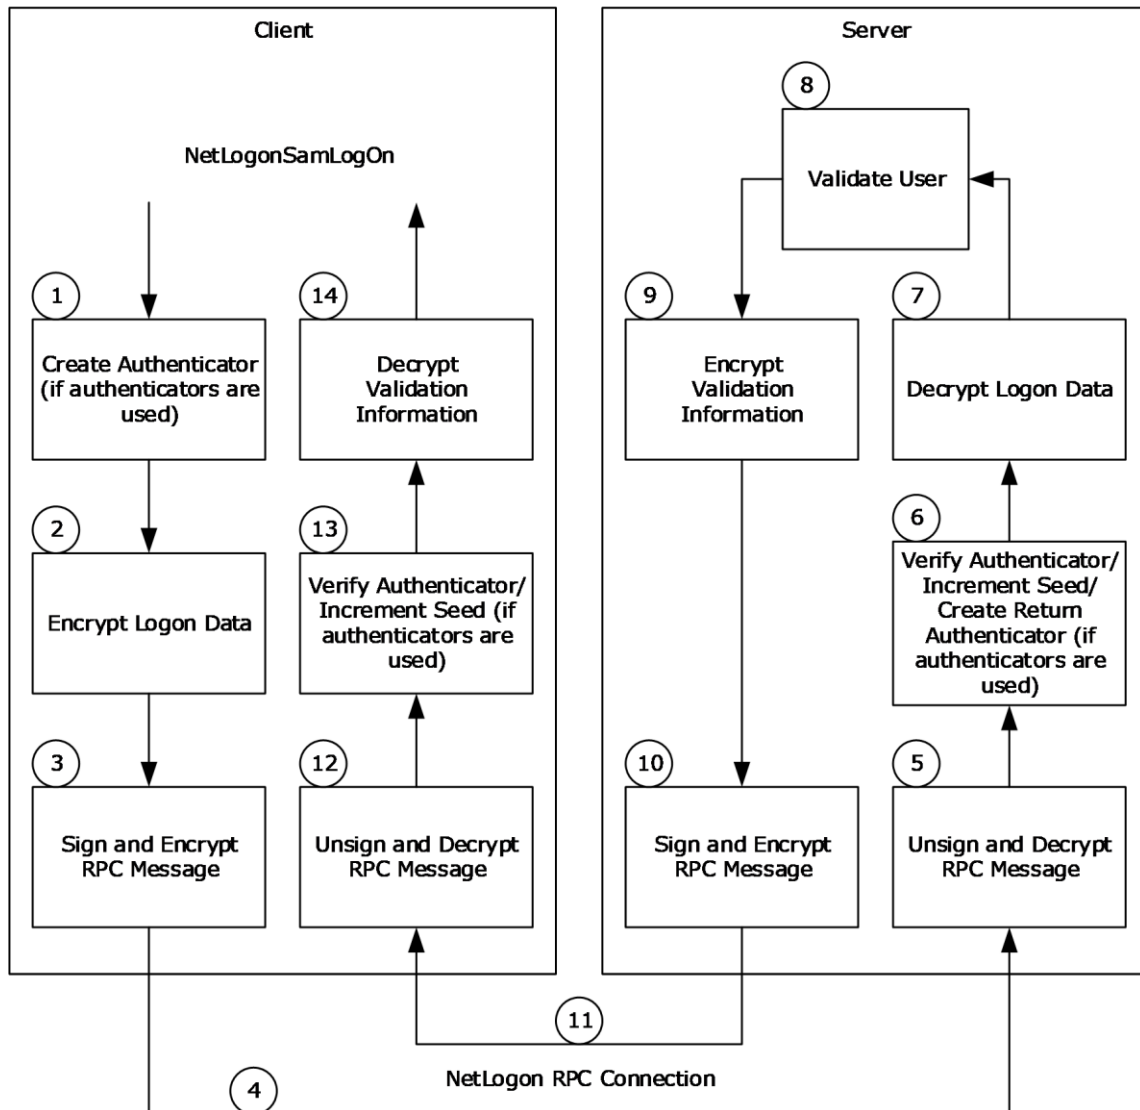 Client
NetLogonSamLogOn
1
Create Authenticator
(if authenticators are
used)
2
Encrypt Logon Data
3
Sign and Encrypt
RPC Message
14
Decrypt
Validation
Information
13
Verify Authenticator/
Increment Seed (if
authenticators are
used)
12
Unsign and Decrypt
RPC Message
Server
8
Validate User
9
Encrypt
Validation
Information
10
Sign and Encrypt
RPC Message
7
Decrypt Logon Data
6
Verify Authenticator/
Increment Seed/
Create Return
Authenticator (if
authenticators are
used)
5
Unsign and Decrypt
RPC Message
11
NetLogon RPC Connection
4